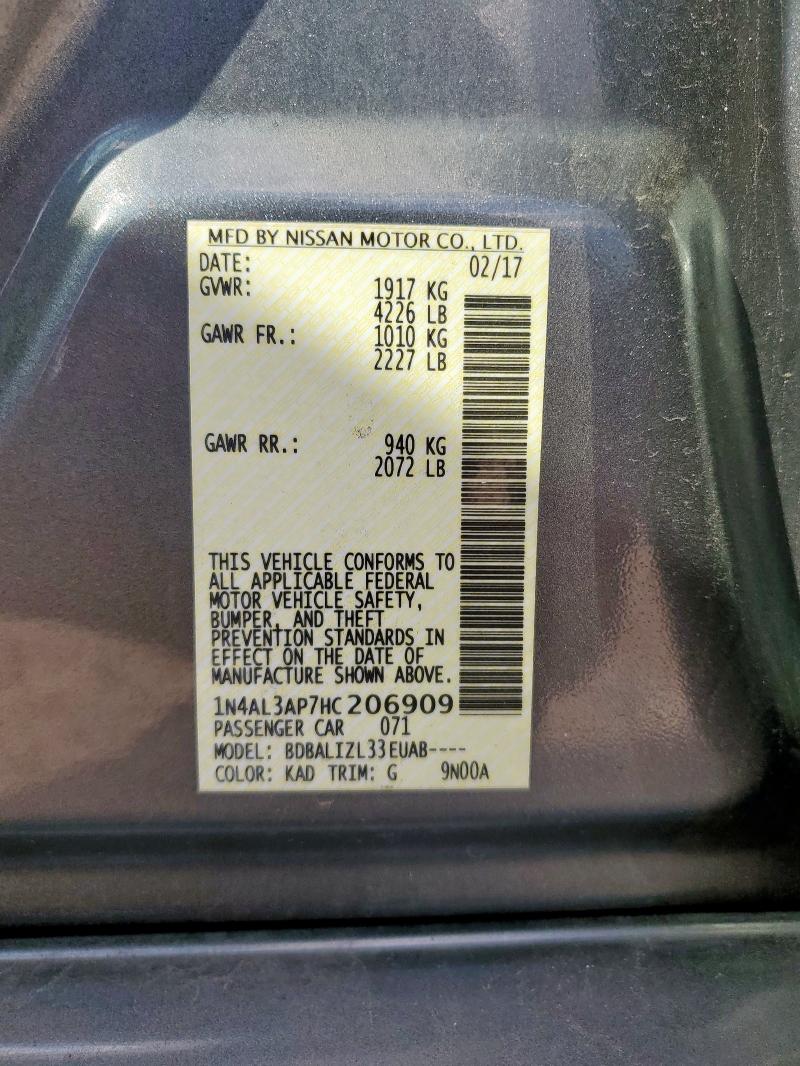 MFD BY NISSAN MOTOR CO., LTD.
DATE: 02/17
GVWR: 1917 KG
4226 LB
GAWR FR.: 1010 KG
2227 LB
GAWR RR.: 940 KG
2072 LB
THIS VEHICLE CONFORMS TO
ALL APPLICABLE FEDERAL
MOTOR VEHICLE SAFETY,
BUMPER, AND THEFT
PREVENTION STANDARDS IN
EFFECT ON THE DATE OF
MANUFACTURE SHOWN ABOVE.
1N4AL3AP7HC206909
PASSENGER CAR 071
MODEL: BDBALIZL33EUAB----
COLOR: KAD TRIM: G 9N00A